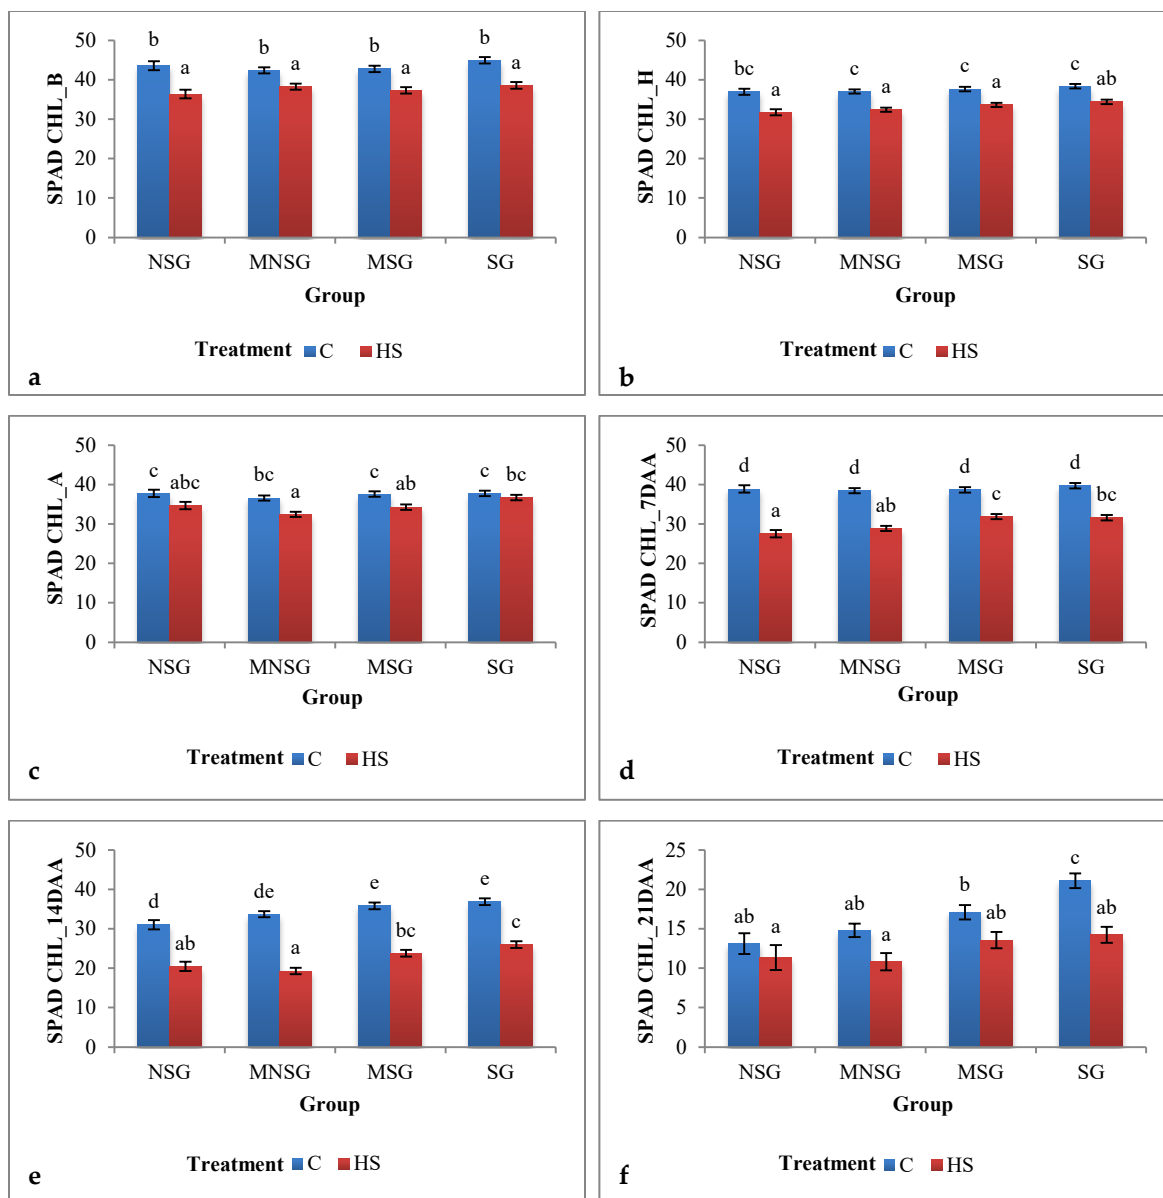 50
40
30
20
10
0
SPAD CHL_B
b
a
b
a
b
a
b
a
NSG
MNSG
MSG
SG
Group
Treatment C HS
a
50
40
30
20
10
0
SPAD CHL_H
bc
a
c
a
c
a
c
ab
NSG
MNSG
MSG
SG
Group
Treatment C HS
b
50
40
30
20
10
0
SPAD CHL_A
c
abc
bc
a
c
ab
c
bc
NSG
MNSG
MSG
SG
Group
Treatment C HS
c
50
40
30
20
10
0
SPAD CHL_7DAA
d
a
d
ab
d
c
d
bc
NSG
MNSG
MSG
SG
Group
Treatment C HS
d
50
40
30
20
10
0
SPAD CHL_14DAA
d
ab
de
a
e
bc
e
c
NSG
MNSG
MSG
SG
Group
Treatment C HS
e
25
20
15
10
5
0
SPAD CHL_21DAA
ab
a
ab
a
b
ab
c
ab
NSG
MNSG
MSG
SG
Group
Treatment C HS
f